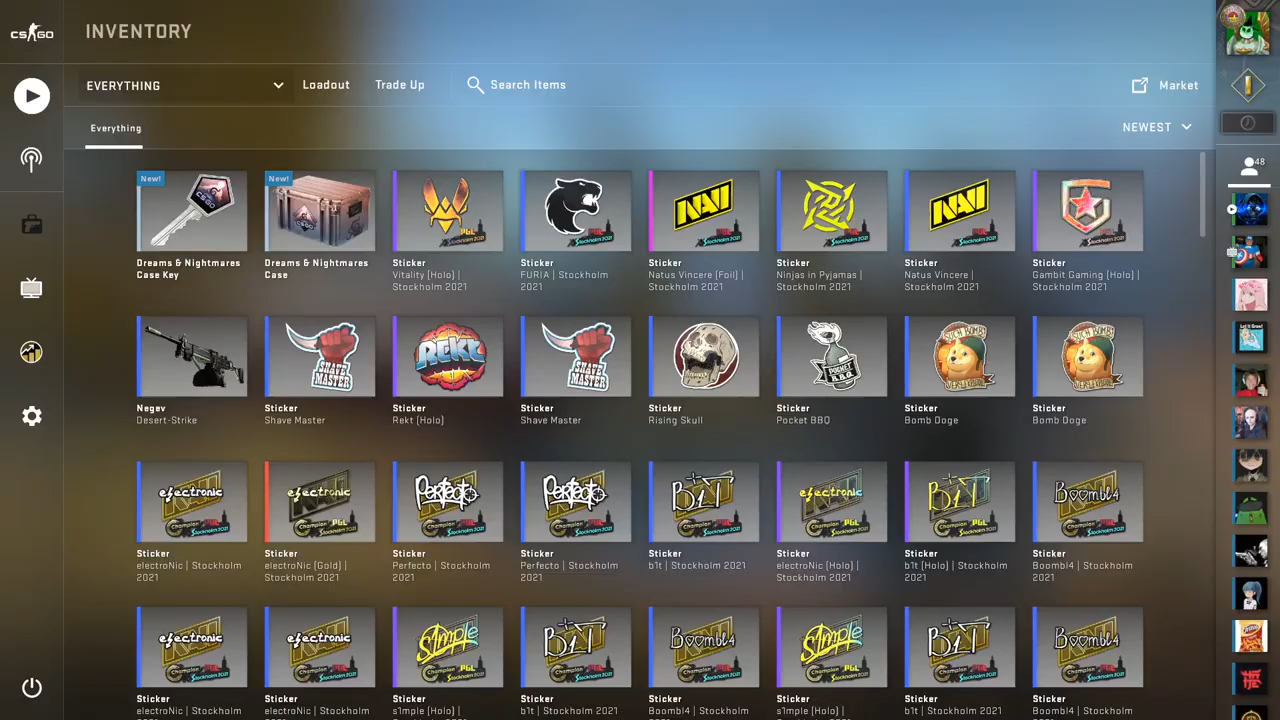 CS GO
INVENTORY
EVERYTHING
Loadout
Trade Up
Search Items
Market
Everything
NEWEST
48
New!
New!
Dreams & Nightmares
Case Key
Dreams & Nightmares
Case
Sticker
Vitality (Holo) |
Stockholm 2021
Sticker
FURIA | Stockholm
2021
Sticker
Natus Vincere (Foil) |
Stockholm 2021
Sticker
Ninjas in Pyjamas |
Stockholm 2021
Sticker
Natus Vincere |
Stockholm 2021
Sticker
Gambit Gaming (Holo) |
Stockholm 2021
Negev
Desert-Strike
Sticker
Shave Master
Sticker
Rekt (Holo)
Sticker
Shave Master
Sticker
Rising Skull
Sticker
Pocket BBQ
Sticker
Bomb Doge
Sticker
Bomb Doge
Sticker
electroNic | Stockholm
2021
Sticker
electroNic (Gold) |
Stockholm 2021
Sticker
Perfecto | Stockholm
2021
Sticker
Perfecto | Stockholm
2021
Sticker
b1t | Stockholm 2021
Sticker
electroNic (Holo) |
Stockholm 2021
Sticker
b1t (Holo) | Stockholm
2021
Sticker
Boombl4 | Stockholm
2021
Sticker
electroNic | Stockholm
Sticker
electroNic | Stockholm
Sticker
s1mple (Holo) |
Sticker
b1t | Stockholm 2021
Sticker
Boombl4 | Stockholm
Sticker
s1mple (Holo) |
Sticker
b1t | Stockholm 2021
Sticker
Boombl4 | Stockholm